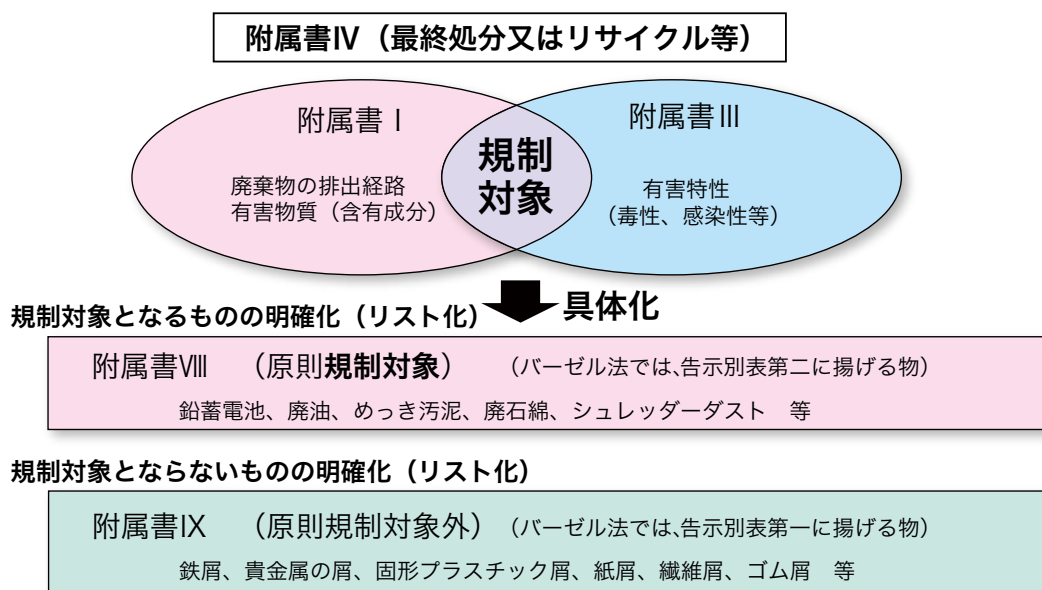 附属書Ⅳ（最終処分又はリサイクル等）
附属書Ⅰ
附属書Ⅲ
規制
対象
廃棄物の排出経路
有害物質（含有成分）
有害特性
（毒性、感染性等）
具体化
規制対象となるものの明確化（リスト化）
附属書Ⅷ　（原則規制対象）　（バーゼル法では、告示別表第二に揚げる物）
鉛蓄電池、廃油、めっき汚泥、廃石綿、シュレッダーダスト　等
規制対象とならないものの明確化（リスト化）
附属書Ⅸ　（原則規制対象外）（バーゼル法では、告示別表第一に揚げる物）
鉄屑、貴金属の屑、固形プラスチック屑、紙屑、繊維屑、ゴム屑　等